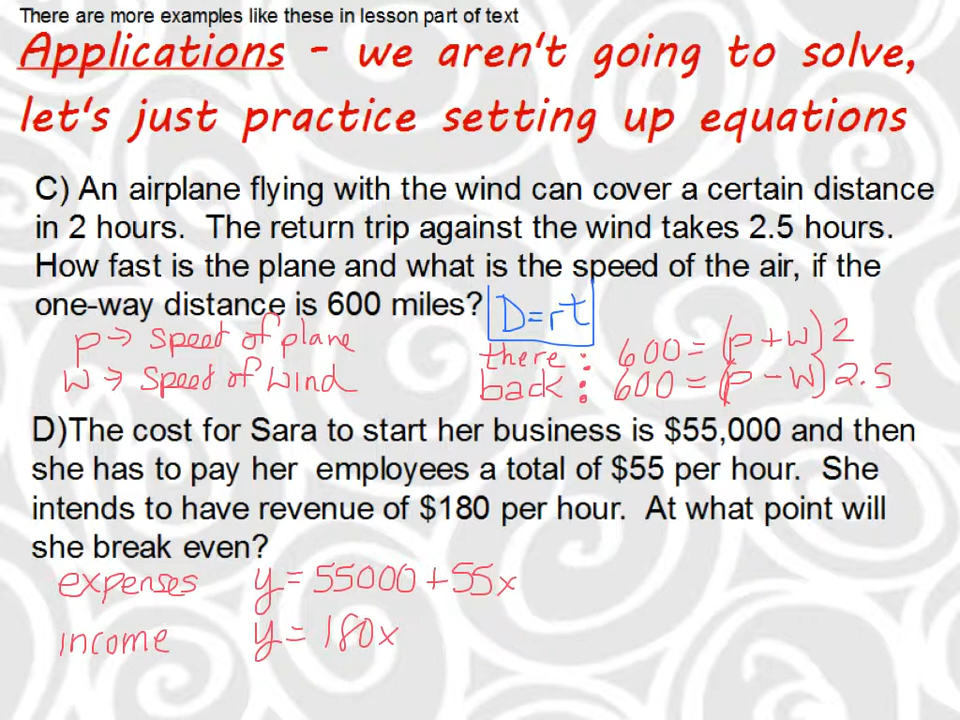 There are more examples like these in lesson part of text
Applications - we aren't going to solve,
let's just practice setting up equations
C) An airplane flying with the wind can cover a certain distance
in 2 hours. The return trip against the wind takes 2.5 hours.
How fast is the plane and what is the speed of the air, if the
one-way distance is 600 miles? D=rt
p→ speed of plane there: 600=(p+w)2
w→ speed of wind back: 600=(p-w)2.5
D)The cost for Sara to start her business is $55,000 and then
she has to pay her employees a total of $55 per hour. She
intends to have revenue of $180 per hour. At what point will
she break even?
expenses y=55000+55x
income y=180x